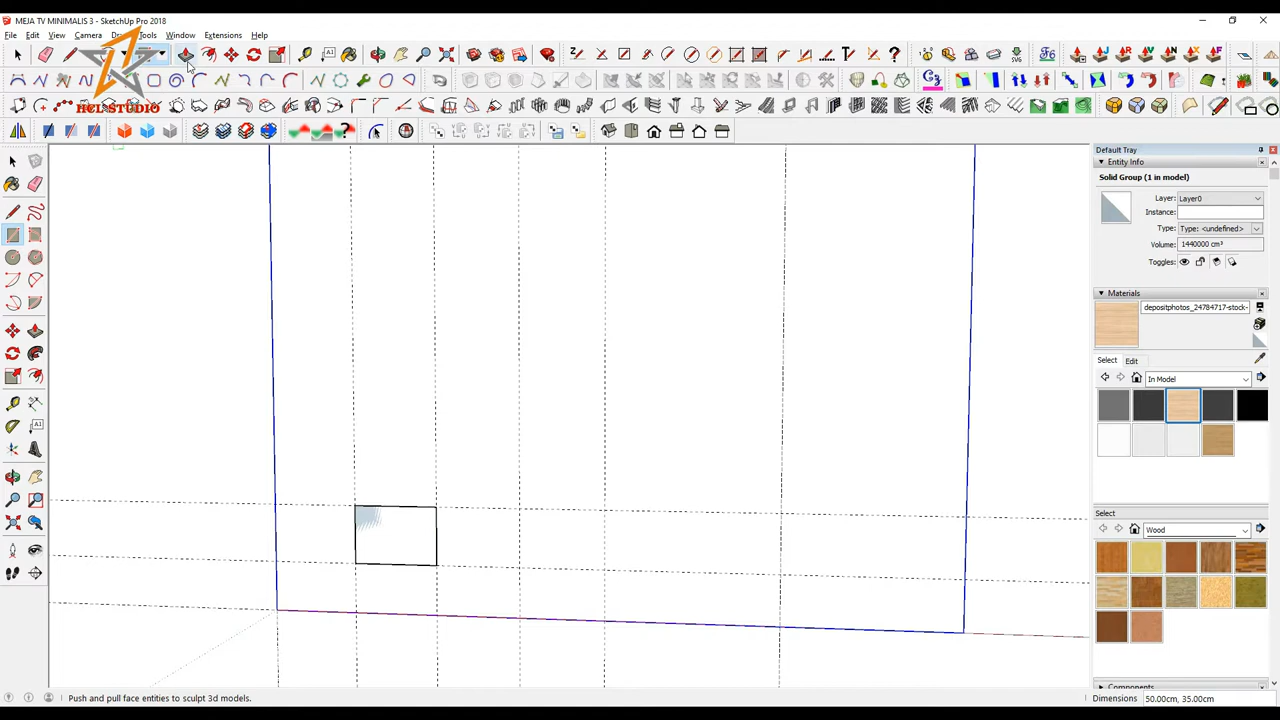 MEJA TV MINIMALIS 3 - SketchUp Pro 2018
File Edit View Camera Draw Tools Window Extensions Help
HCL STUDIO
Default Tray
Entity Info
Solid Group (1 in model)
Layer: Layer0
Instance:
Type: Type: <undefined>
Volume: 1440000 cm³
Toggles:
Materials
depositphotos_24784717-stock-
Select Edit
In Model
Select
Wood
Components
Push and pull face entities to sculpt 3d models.
Dimensions 50.00cm, 35.00cm